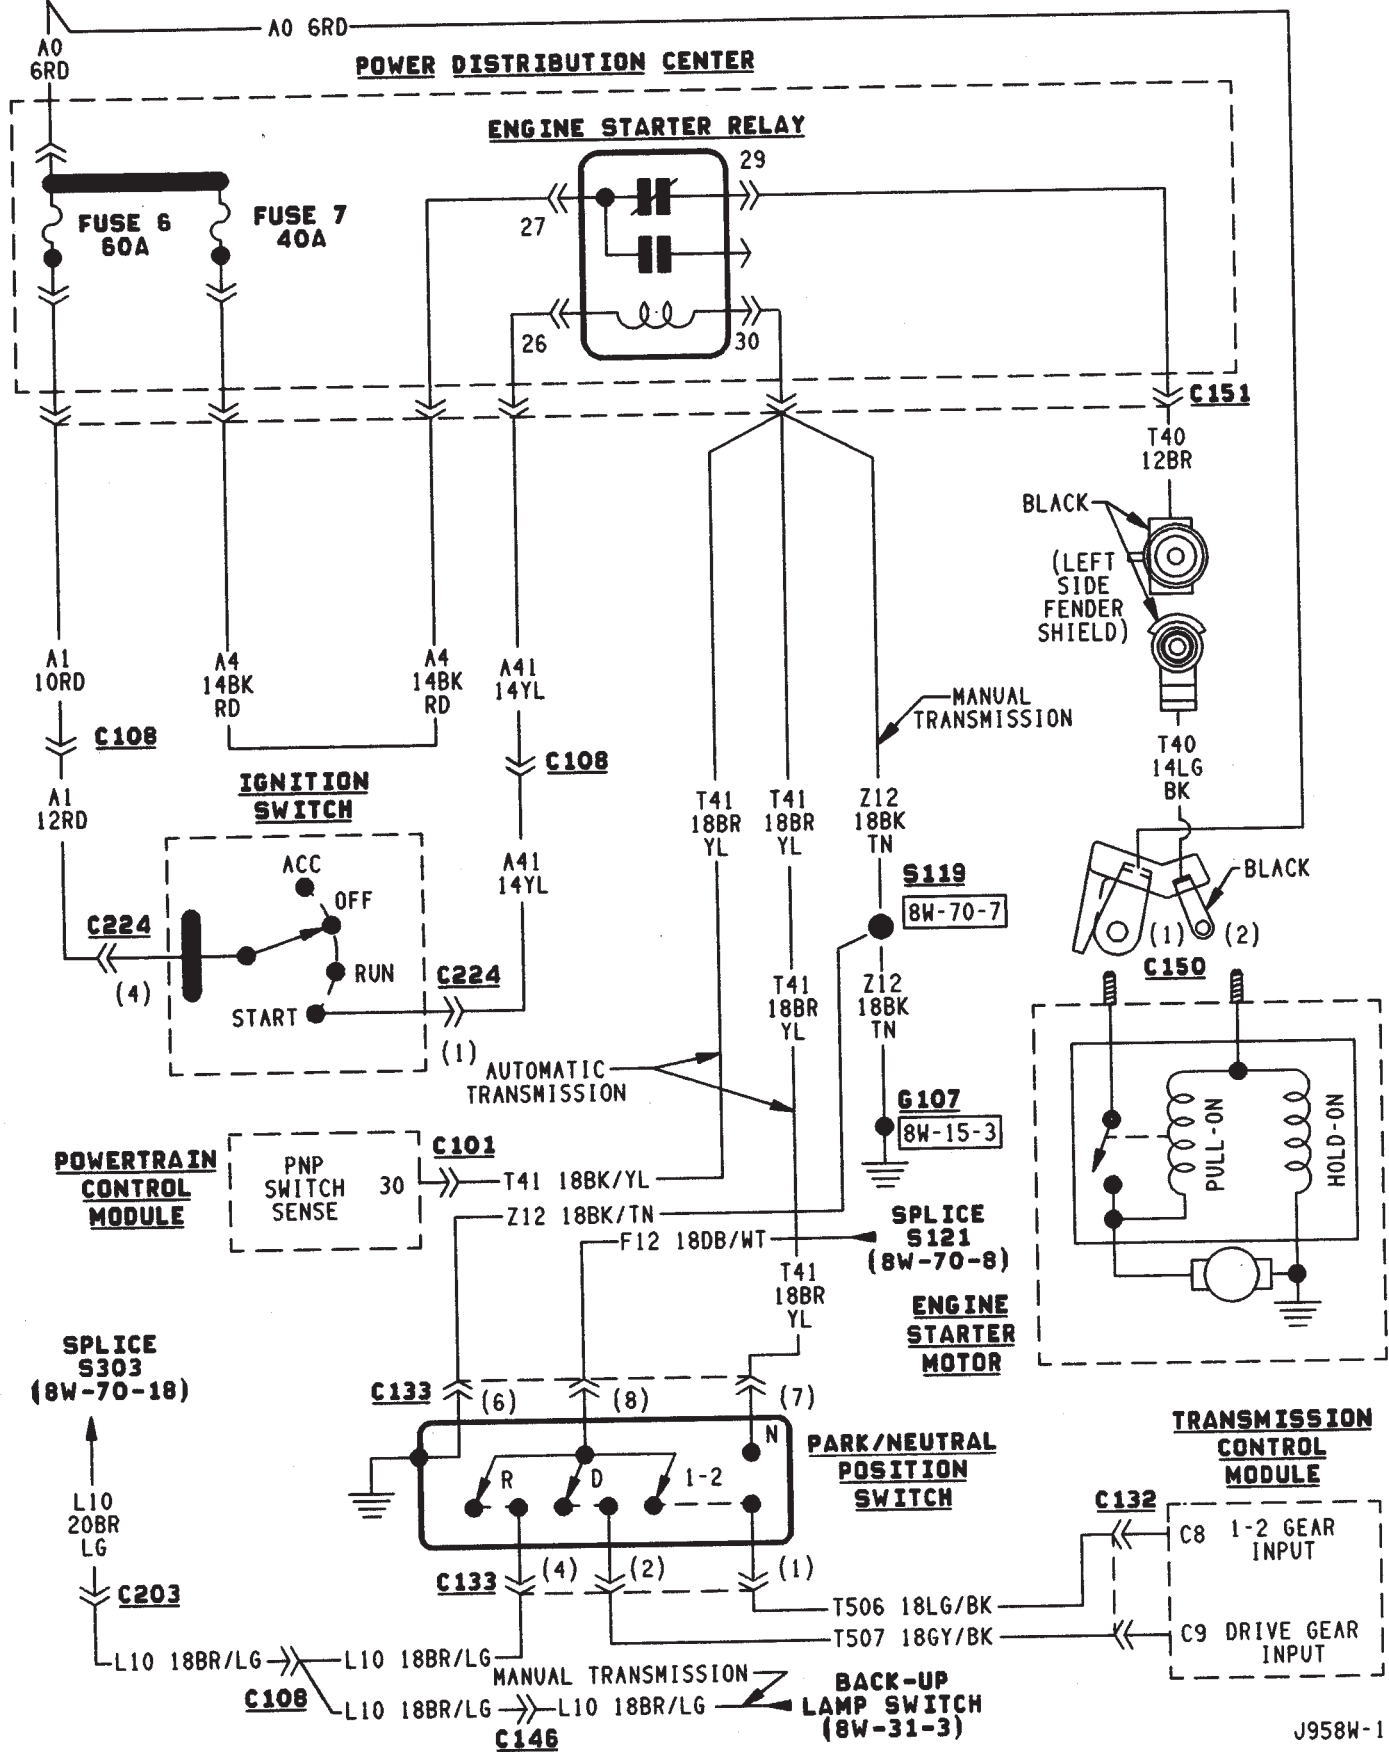 A0 6RD
A0
6RD
POWER DISTRIBUTION CENTER
ENGINE STARTER RELAY
29
27
FUSE 6
60A
FUSE 7
40A
26
30
C151
T40
12BR
BLACK
(LEFT
SIDE
FENDER
SHIELD)
A1
10RD
A4
14BK
RD
A4
14BK
RD
A41
14YL
MANUAL
TRANSMISSION
C108
C108
T40
14LG
BK
IGNITION
SWITCH
A1
12RD
T41
18BR
YL
T41
18BR
YL
Z12
18BK
TN
ACC
OFF
RUN
START
A41
14YL
S119
8W-70-7
BLACK
C224
(4)
C224
(1)
(1)
(2)
C150
T41
18BR
YL
Z12
18BK
TN
AUTOMATIC
TRANSMISSION
G107
8W-15-3
PULL-ON
HOLD-ON
POWERTRAIN
CONTROL
MODULE
PNP
SWITCH
SENSE
30
C101
T41 18BK/YL
Z12 18BK/TN
F12 18DB/WT
SPLICE
S121
(8W-70-8)
T41
18BR
YL
ENGINE
STARTER
MOTOR
SPLICE
S303
(8W-70-18)
C133
(6)
(8)
(7)
N
R
D
1-2
PARK/NEUTRAL
POSITION
SWITCH
TRANSMISSION
CONTROL
MODULE
L10
20BR
LG
C132
C8
1-2 GEAR
INPUT
C203
C133
(4)
(2)
(1)
T506 18LG/BK
T507 18GY/BK
C9
DRIVE GEAR
INPUT
L10 18BR/LG
L10 18BR/LG
C108
MANUAL TRANSMISSION
L10 18BR/LG
L10 18BR/LG
C146
BACK-UP
LAMP SWITCH
(8W-31-3)
J958W-1